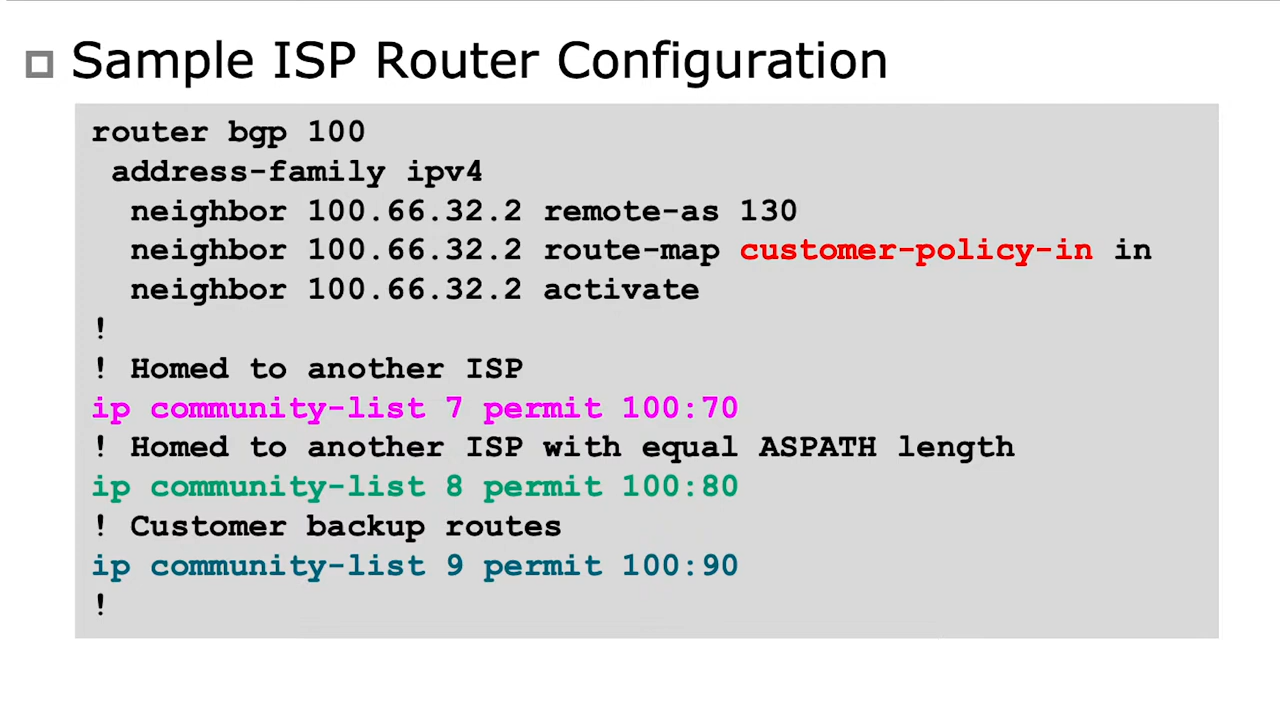 Sample ISP Router Configuration
router bgp 100
address-family ipv4
neighbor 100.66.32.2 remote-as 130
neighbor 100.66.32.2 route-map customer-policy-in in
neighbor 100.66.32.2 activate
!
! Homed to another ISP
ip community-list 7 permit 100:70
! Homed to another ISP with equal ASPATH length
ip community-list 8 permit 100:80
! Customer backup routes
ip community-list 9 permit 100:90
!